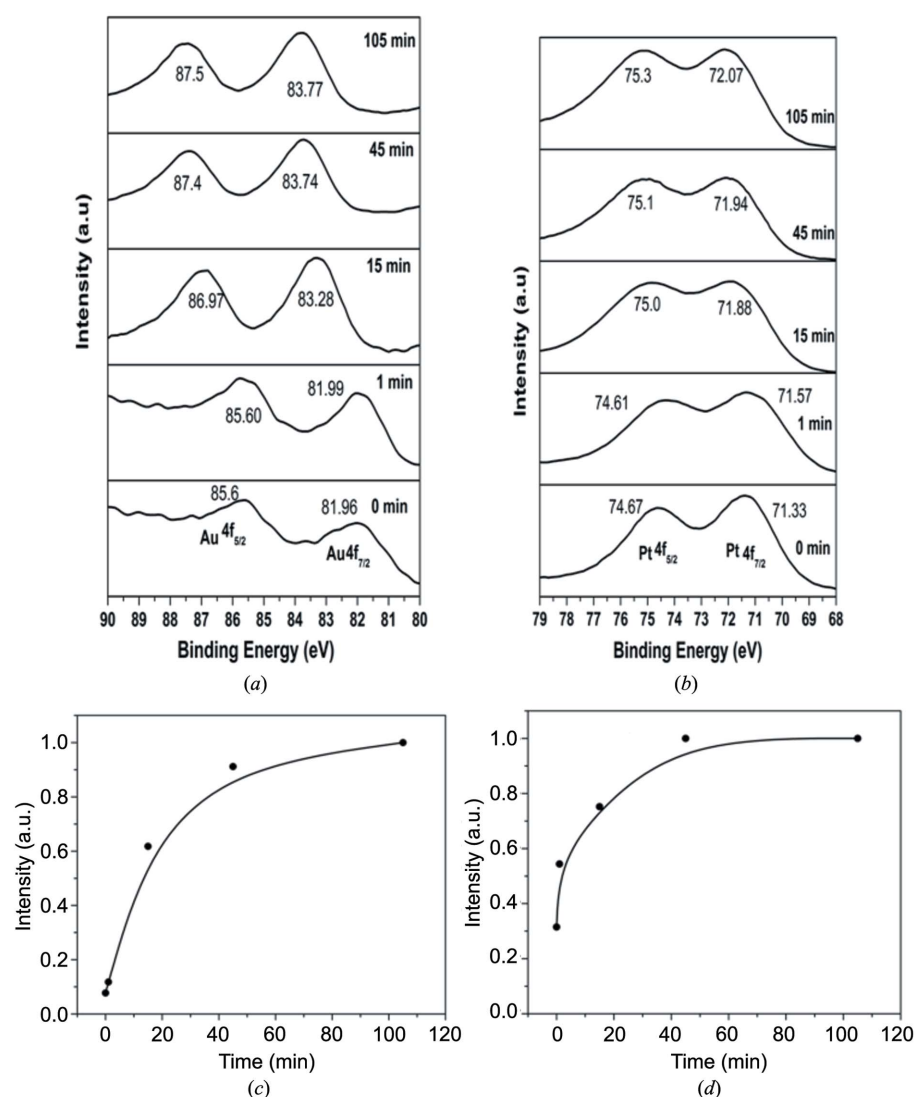 105 min
87.5
83.77
45 min
87.4
83.74
15 min
86.97
83.28
1 min
81.99
85.60
85.6
81.96
0 min
Au 4f5/2
Au4f7/2
Intensity (a.u)
90 89 88 87 86 85 84 83 82 81 80
Binding Energy (eV)
(a)
75.3
72.07
105 min
75.1
71.94
45 min
75.0
71.88
15 min
74.61
71.57
1 min
74.67
71.33
0 min
Pt 4f5/2
Pt 4f7/2
Intensity (a.u)
79 78 77 76 75 74 73 72 71 70 69 68
Binding Energy (eV)
(b)
1.0
0.8
0.6
0.4
0.2
0.0
Intensity (a.u.)
0 20 40 60 80 100 120
Time (min)
(c)
1.0
0.8
0.6
0.4
0.2
0.0
Intensity (a.u.)
0 20 40 60 80 100 120
Time (min)
(d)